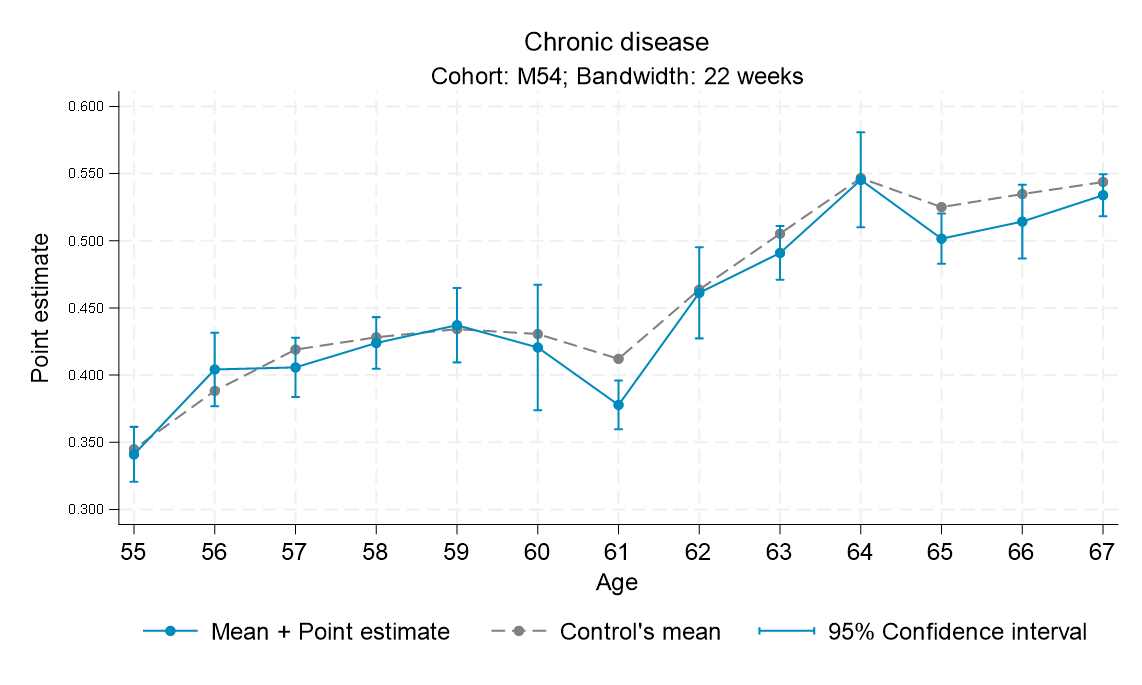 Chronic disease
Cohort: M54; Bandwidth: 22 weeks
Point estimate
0.600
0.550
0.500
0.450
0.400
0.350
0.300
55 56 57 58 59 60 61 62 63 64 65 66 67
Age
Mean + Point estimate Control's mean 95% Confidence interval